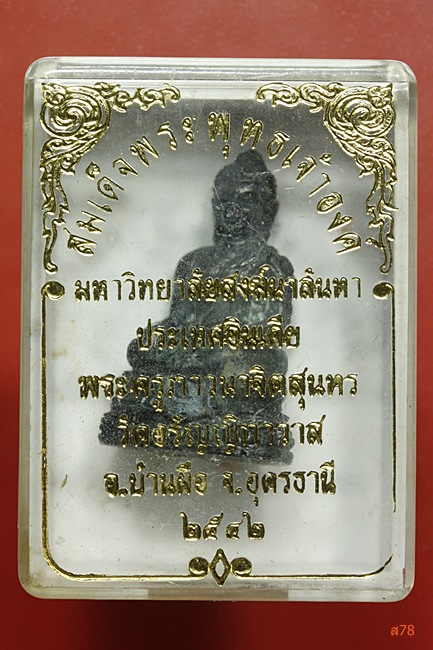 สมเด็จพระพุทธเจ้าองค์ดำ
มหาวิทยาลัยสงฆ์นาลันทา
ประเทศอินเดีย
พระครูภาวนาจิตสุนทร
วัดอรัญญิกาวาส
อ.บ้านผือ จ.อุดรธานี
๒๕๔๒
ส78